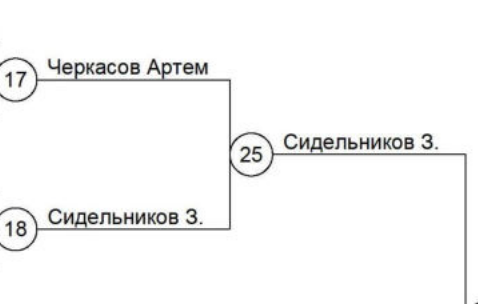 17
Черкасов Артем
25
Сидельников З.
18
Сидельников З.